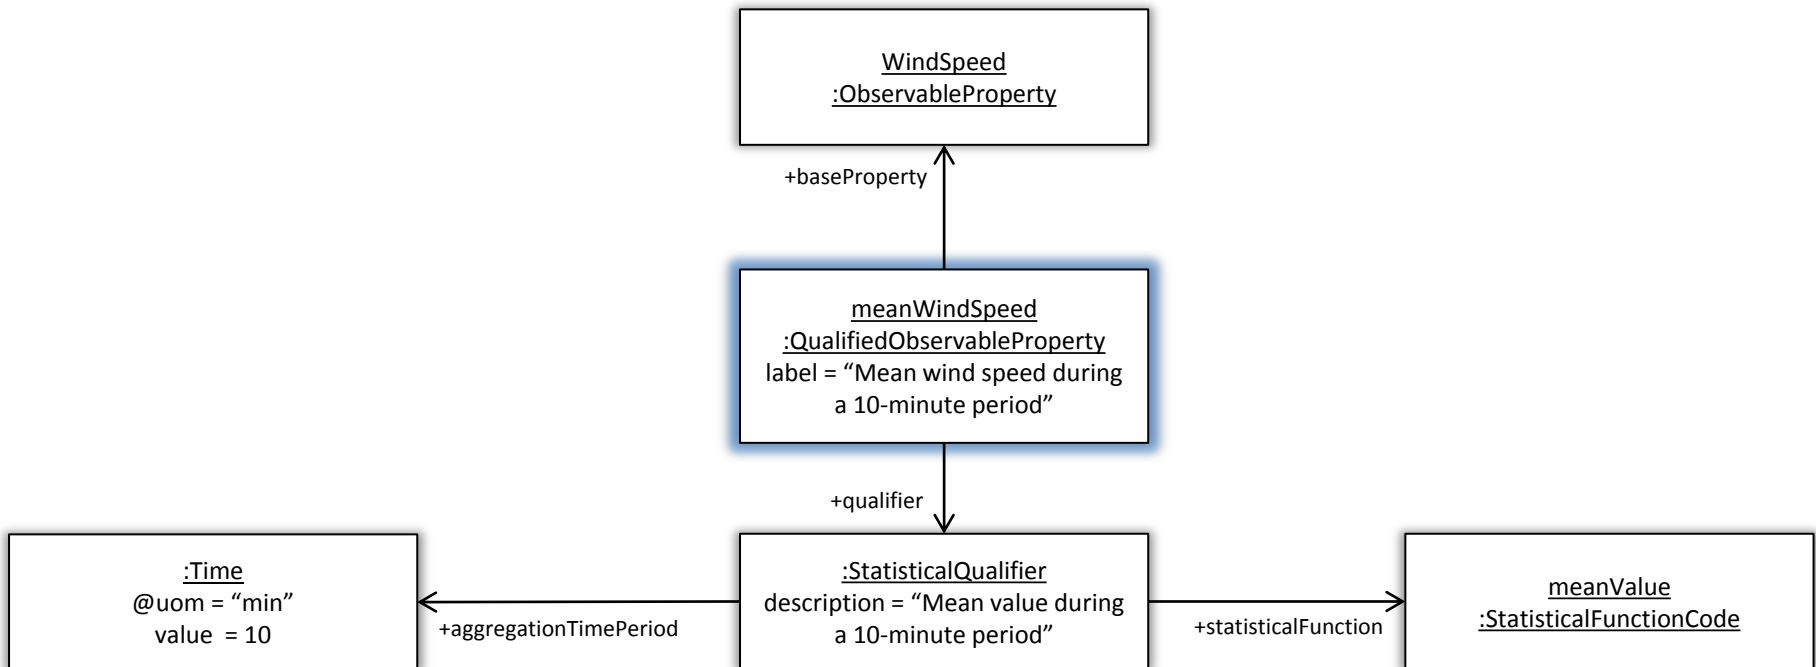 WindSpeed
:ObservableProperty
+baseProperty
meanWindSpeed
:QualifiedObservableProperty
label = “Mean wind speed during
a 10-minute period”
+qualifier
:Time
@uom = “min”
value  = 10
+aggregationTimePeriod
:StatisticalQualifier
description = “Mean value during
a 10-minute period”
+statisticalFunction
meanValue
:StatisticalFunctionCode